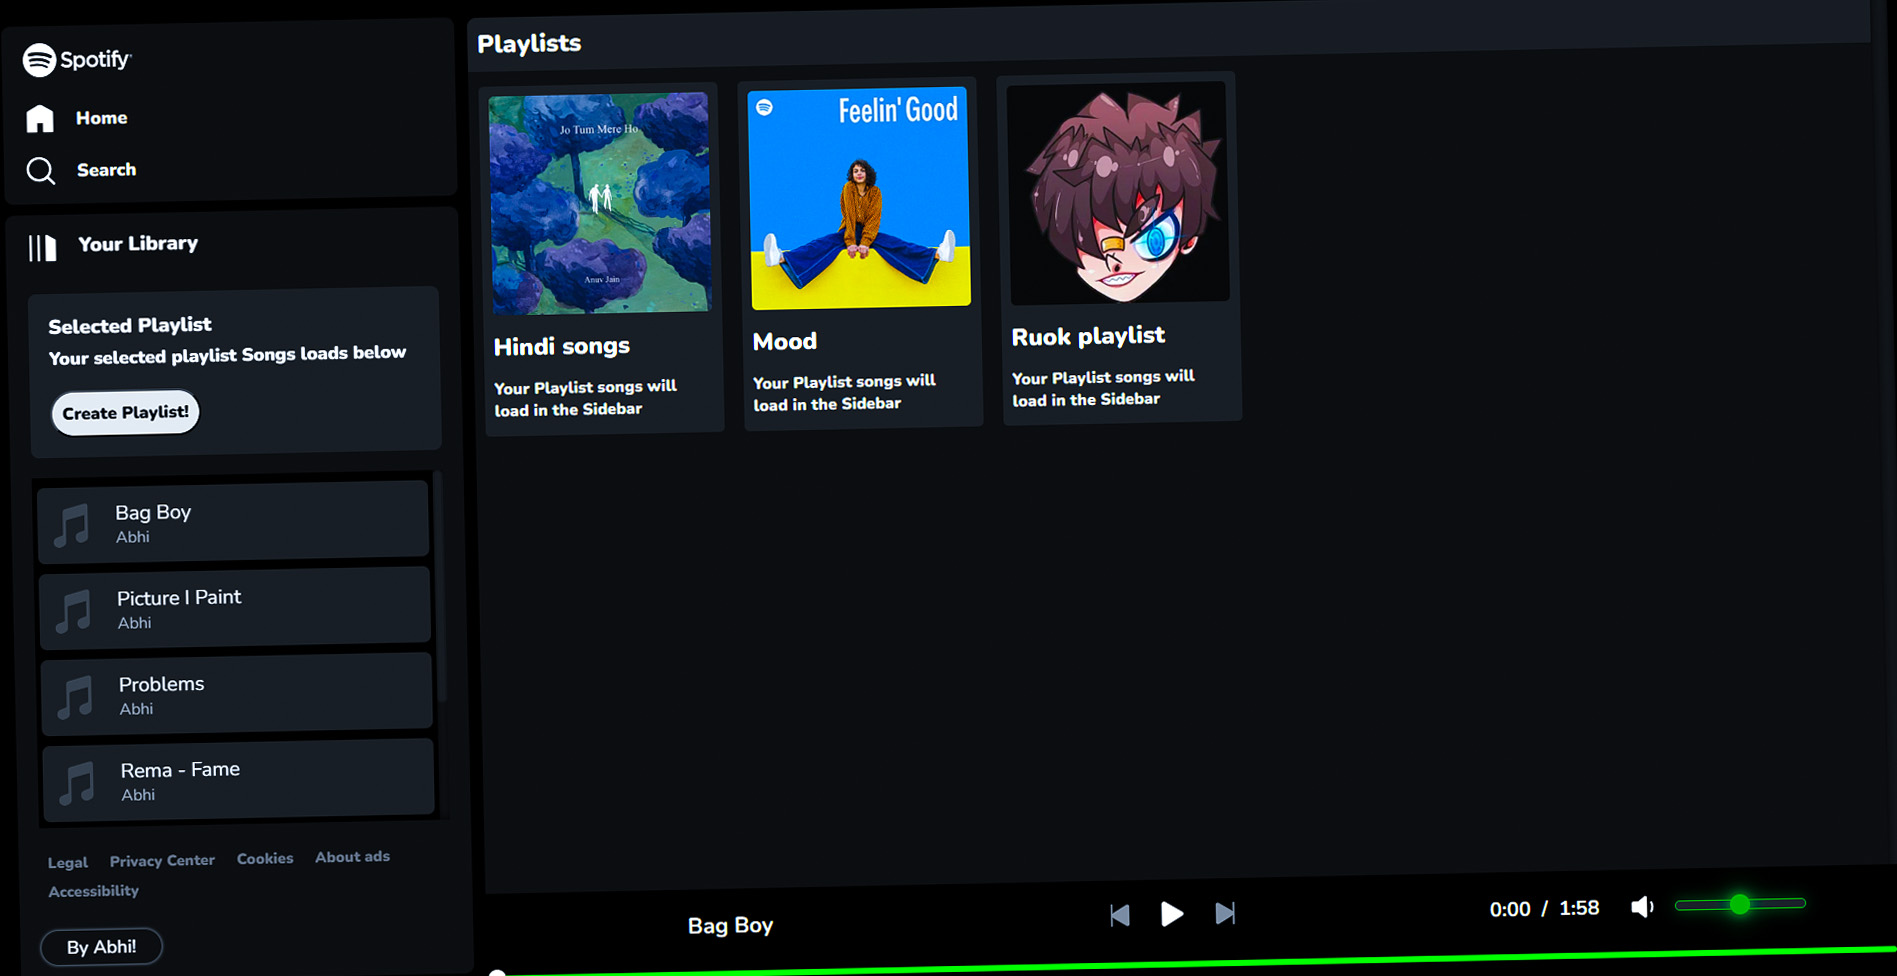 Spotify
Home
Search
Your Library
Selected Playlist
Your selected playlist Songs loads below
Create Playlist!
Bag Boy
Abhi
Picture I Paint
Abhi
Problems
Abhi
Rema - Fame
Abhi
Legal Privacy Center Cookies About ads
Accessibility
By Abhi!
Playlists
Jo Tum Mere Ho
Anuv Jain
Hindi songs
Your Playlist songs will
load in the Sidebar
Feelin' Good
Mood
Your Playlist songs will
load in the Sidebar
Ruok playlist
Your Playlist songs will
load in the Sidebar
Bag Boy
0:00 / 1:58